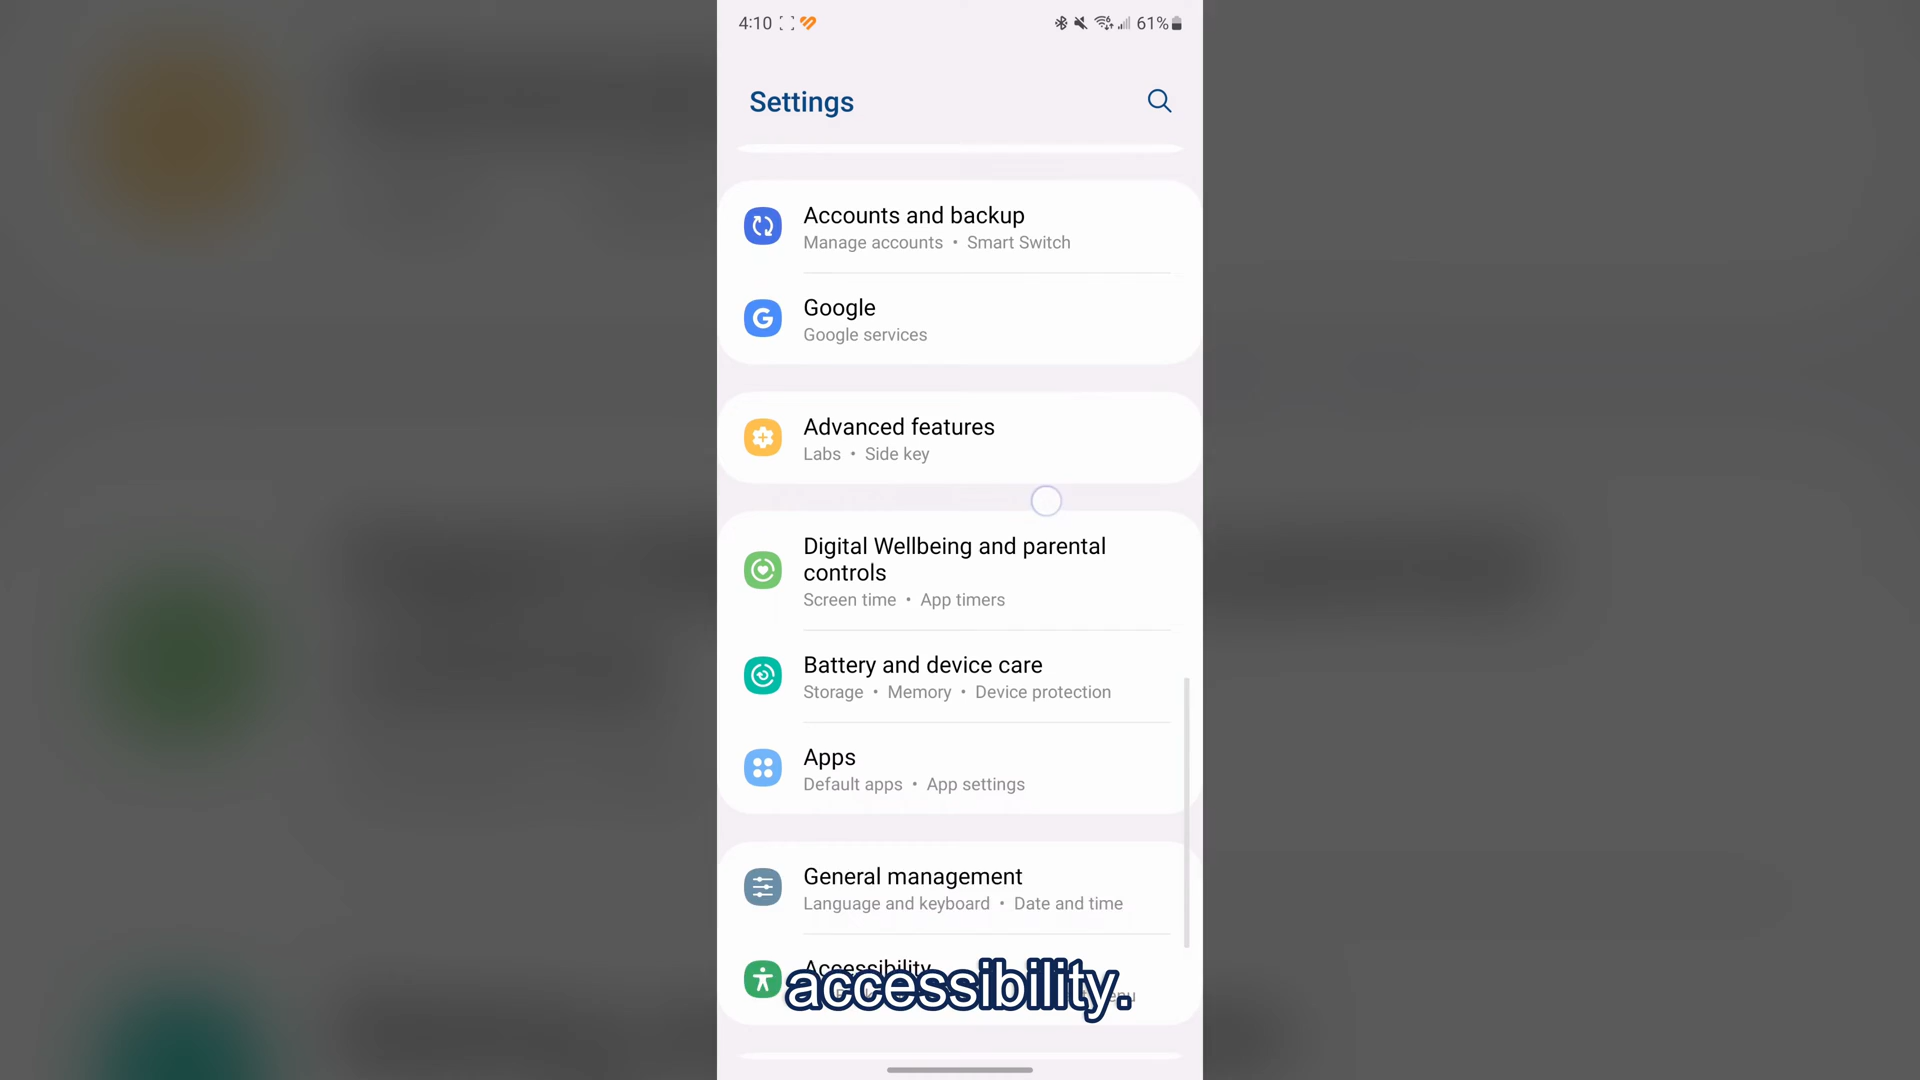 4:10
61%
Settings
Accounts and backup
Manage accounts • Smart Switch
Google
Google services
Advanced features
Labs • Side key
Digital Wellbeing and parental
controls
Screen time • App timers
Battery and device care
Storage • Memory • Device protection
Apps
Default apps • App settings
General management
Language and keyboard • Date and time
Accessibility
accessibility.